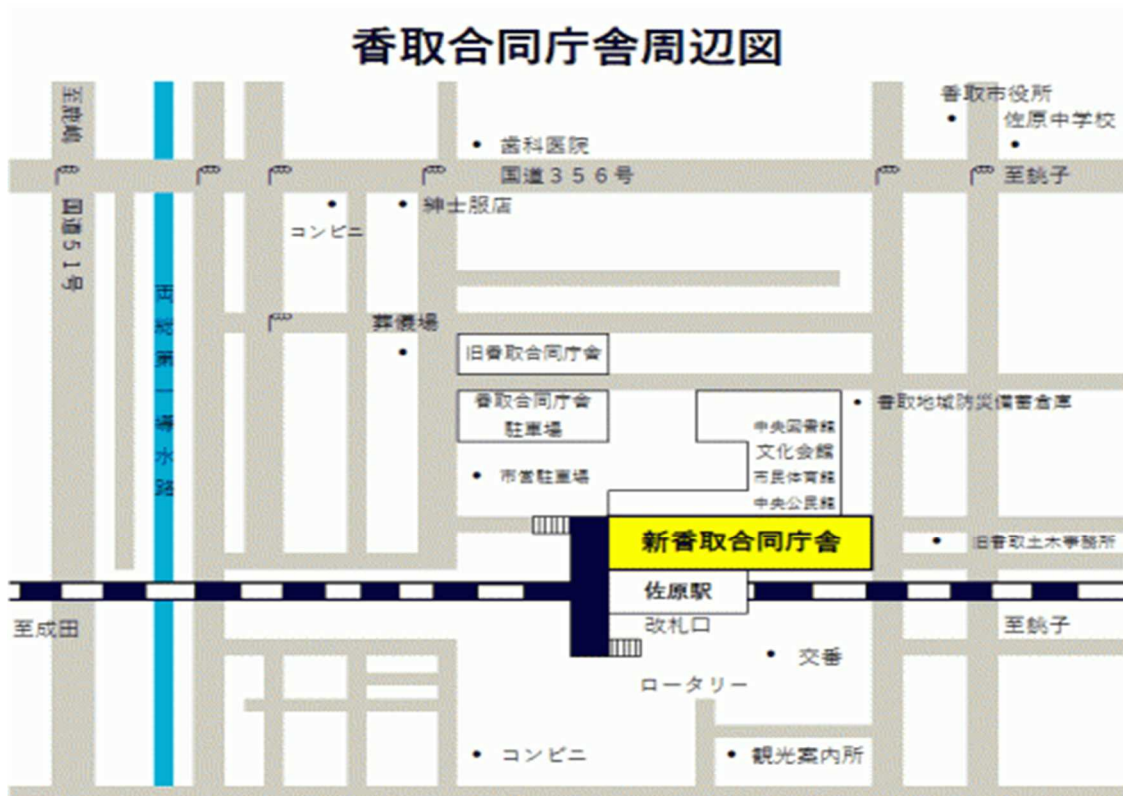 香取合同庁舎周辺図
至鹿嶋
香取市役所
佐原中学校
歯科医院
国道356号
至銚子
国道51号
紳士服店
コンビニ
両総第一導水路
葬儀場
旧香取合同庁舎
香取合同庁舎
駐車場
香取地域防災備蓄倉庫
中央図書館
文化会館
市民体育館
中央公民館
市営駐車場
新香取合同庁舎
旧香取土木事務所
佐原駅
改札口
至成田
至銚子
交番
ロータリー
コンビニ
観光案内所